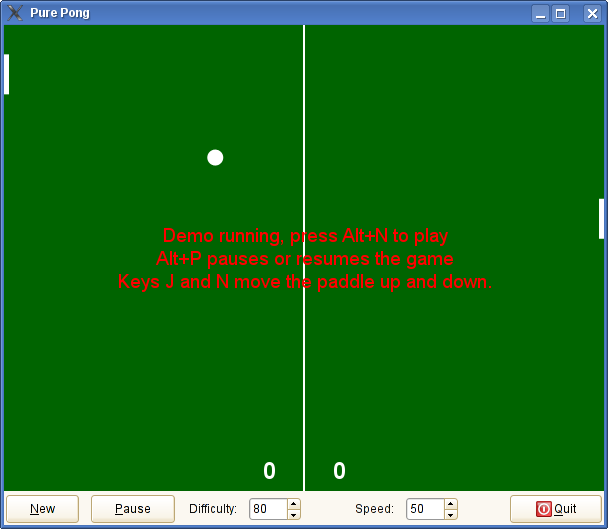 Pure Pong
Demo running, press Alt+N to play
Alt+P pauses or resumes the game
Keys J and N move the paddle up and down.
0 0
New Pause Difficulty: 80 Speed: 50 Quit